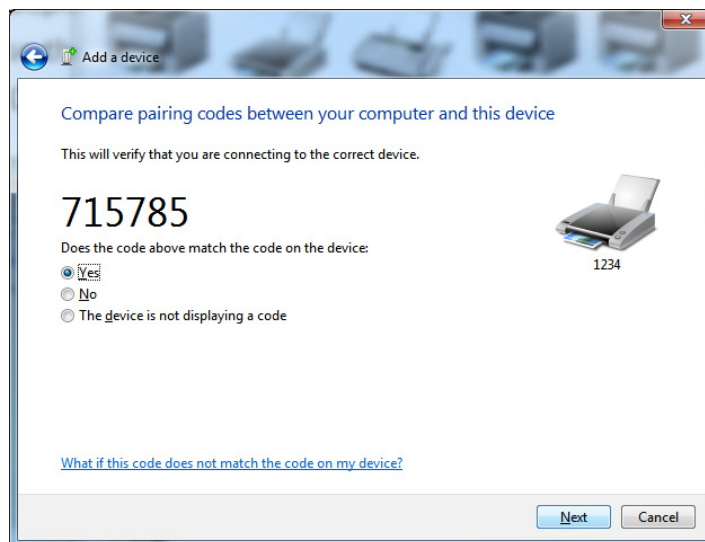 Add a device
Compare pairing codes between your computer and this device
This will verify that you are connecting to the correct device.
715785
Does the code above match the code on the device:
1234
Yes
No
The device is not displaying a code
What if this code does not match the code on my device?
Next Cancel